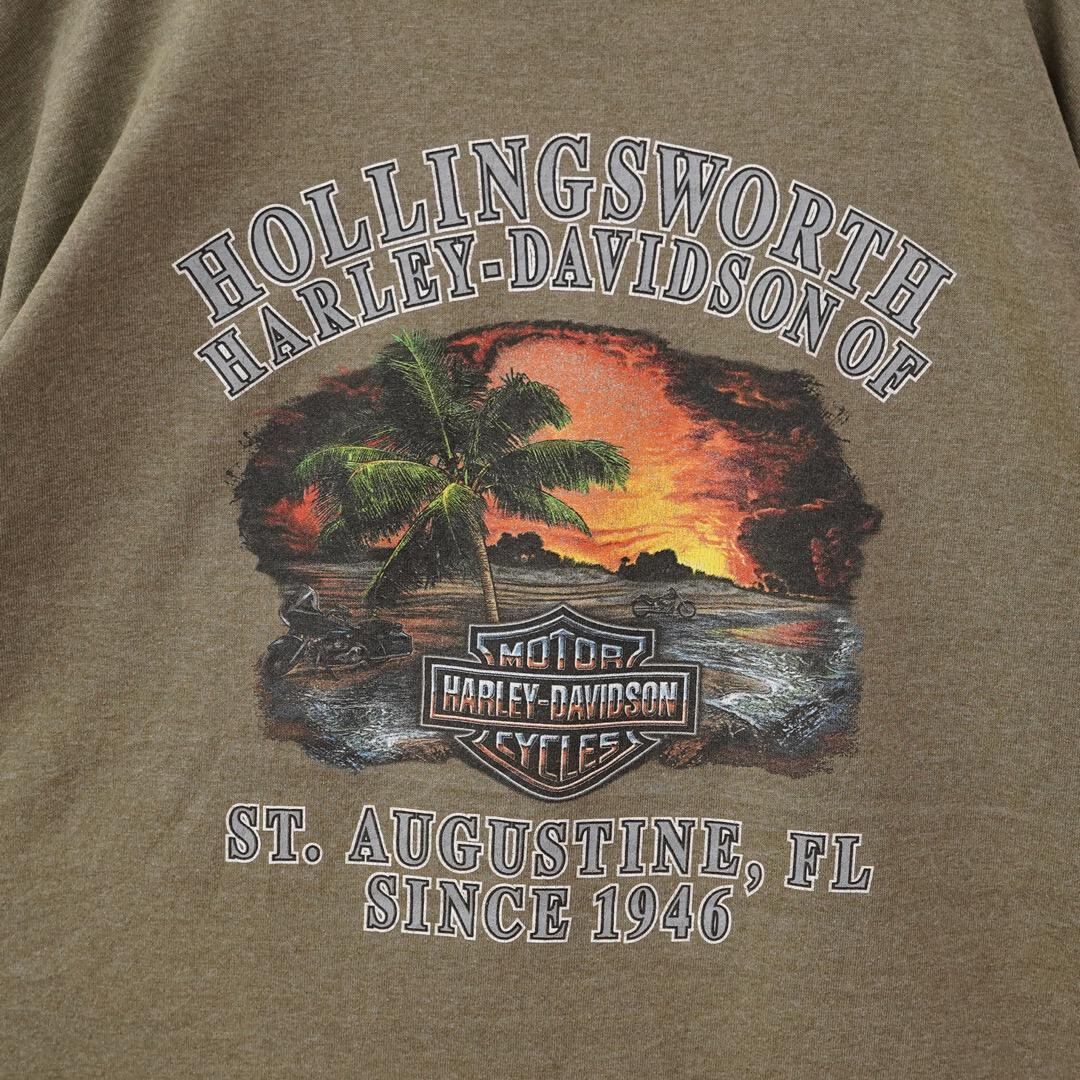 HOLLINGSWORTH
HARLEY-DAVIDSON OF
MOTOR
HARLEY-DAVIDSON
CYCLES
ST. AUGUSTINE, FL
SINCE 1946